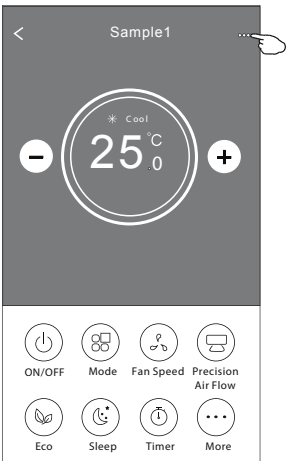 Sample1
Cool
25.0°C
ON/OFF Mode Fan Speed Precision Air Flow
Eco Sleep Timer More